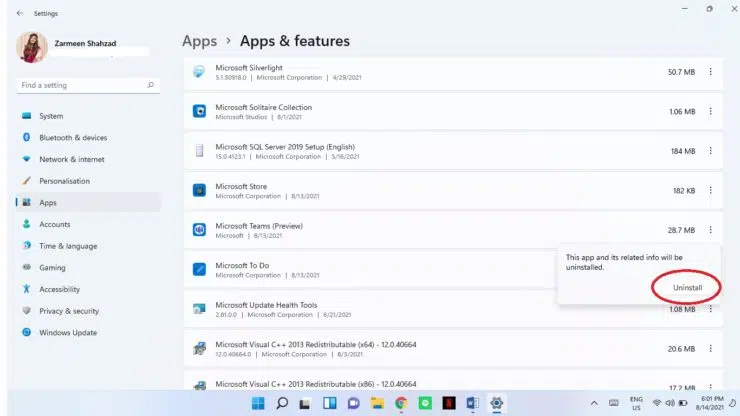 Settings
Zarmeen Shahzad
Find a setting
System
Bluetooth & devices
Network & internet
Personalisation
Apps
Accounts
Time & language
Gaming
Accessibility
Privacy & security
Windows Update
Apps > Apps & features
Microsoft Silverlight
5.1.50918.0 | Microsoft Corporation | 4/29/2021
50.7 MB
Microsoft Solitaire Collection
Microsoft Studios | 8/1/2021
1.06 MB
Microsoft SQL Server 2019 Setup (English)
15.0.4123.1 | Microsoft Corporation | 5/16/2021
184 MB
Microsoft Store
Microsoft Corporation | 8/13/2021
182 KB
Microsoft Teams (Preview)
Microsoft | 8/13/2021
28.7 MB
Microsoft To Do
Microsoft Corporation | 8/13/2021
This app and its related info will be
uninstalled.
Uninstall
Microsoft Update Health Tools
2.81.0.0 | Microsoft Corporation | 6/21/2021
1.08 MB
Microsoft Visual C++ 2013 Redistributable (x64) - 12.0.40664
12.0.40664.0 | Microsoft Corporation | 8/3/2021
20.6 MB
Microsoft Visual C++ 2013 Redistributable (x86) - 12.0.40664
17.2 MB
ENG
US
6:01 PM
8/14/2021